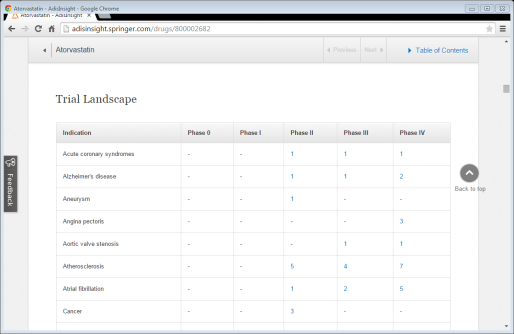 Atorvastatin - AdisInsight - Google Chrome
Atorvastatin - AdisInsight
adisinsight.springer.com/drugs/800002682
Atorvastatin Previous Next Table of Contents
Trial Landscape
Indication Phase 0 Phase I Phase II Phase III Phase IV
Acute coronary syndromes - - 1 1 1
Alzheimer's disease - - 1 1 2
Aneurysm - - 1 - -
Angina pectoris - - - - 3
Aortic valve stenosis - - - 1 1
Atherosclerosis - - 5 4 7
Atrial fibrillation - - 1 2 5
Cancer - - 3 - -
Feedback
Back to top